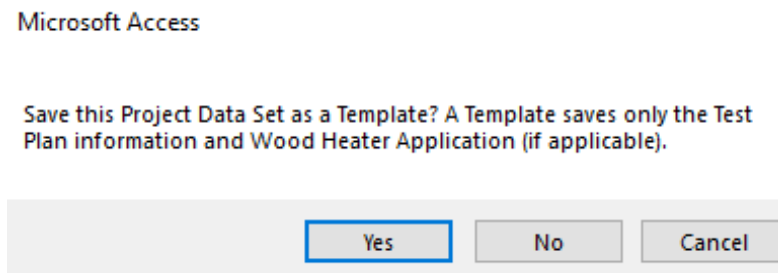 Microsoft Access
Save this Project Data Set as a Template? A Template saves only the Test
Plan information and Wood Heater Application (if applicable).
Yes No Cancel